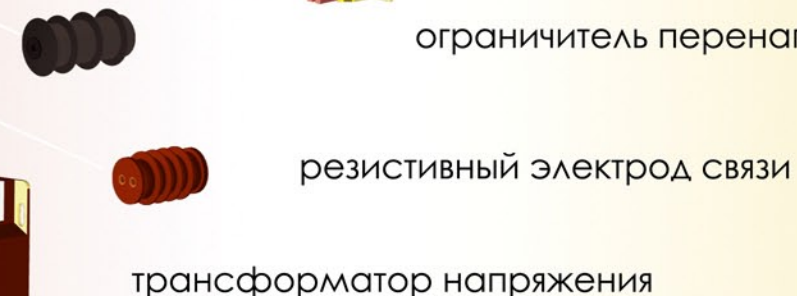 ограничитель
резистивный электрод связи
трансформатор напряжения